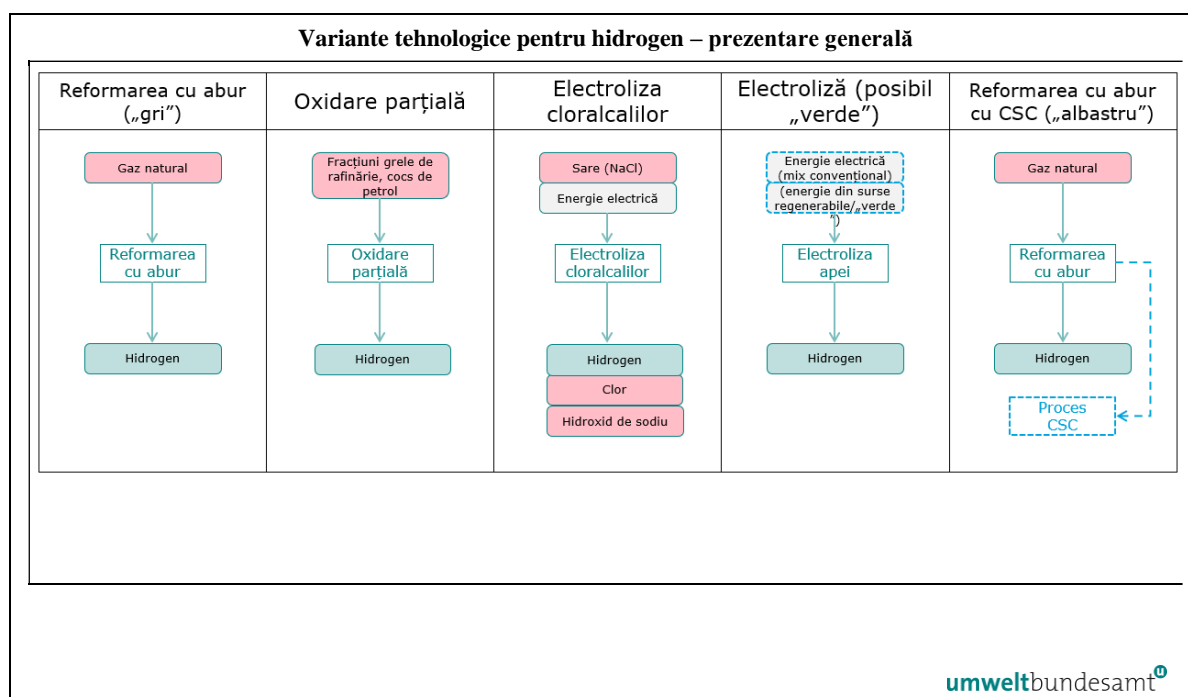 Variante tehnologice pentru hidrogen – prezentare generală
Reformarea cu abur
(„gri”)
Gaz natural
Reformarea
cu abur
Hidrogen
Oxidare parțială
Fracțiuni grele de
rafinărie, cocs de
petrol
Oxidare
parțială
Hidrogen
Electroliza
cloralcalilor
Sare (NaCl)
Energie electrică
Electroliza
cloralcalilor
Hidrogen
Clor
Hidroxid de sodiu
Electroliză (posibil
„verde”)
Energie electrică
(mix convențional)
(energie din surse
regenerabile/„verde
”)
Electroliza
apei
Hidrogen
Reformarea cu abur
cu CSC („albastru”)
Gaz natural
Reformarea
cu abur
Hidrogen
Proces
CSC
umweltbundesamt u